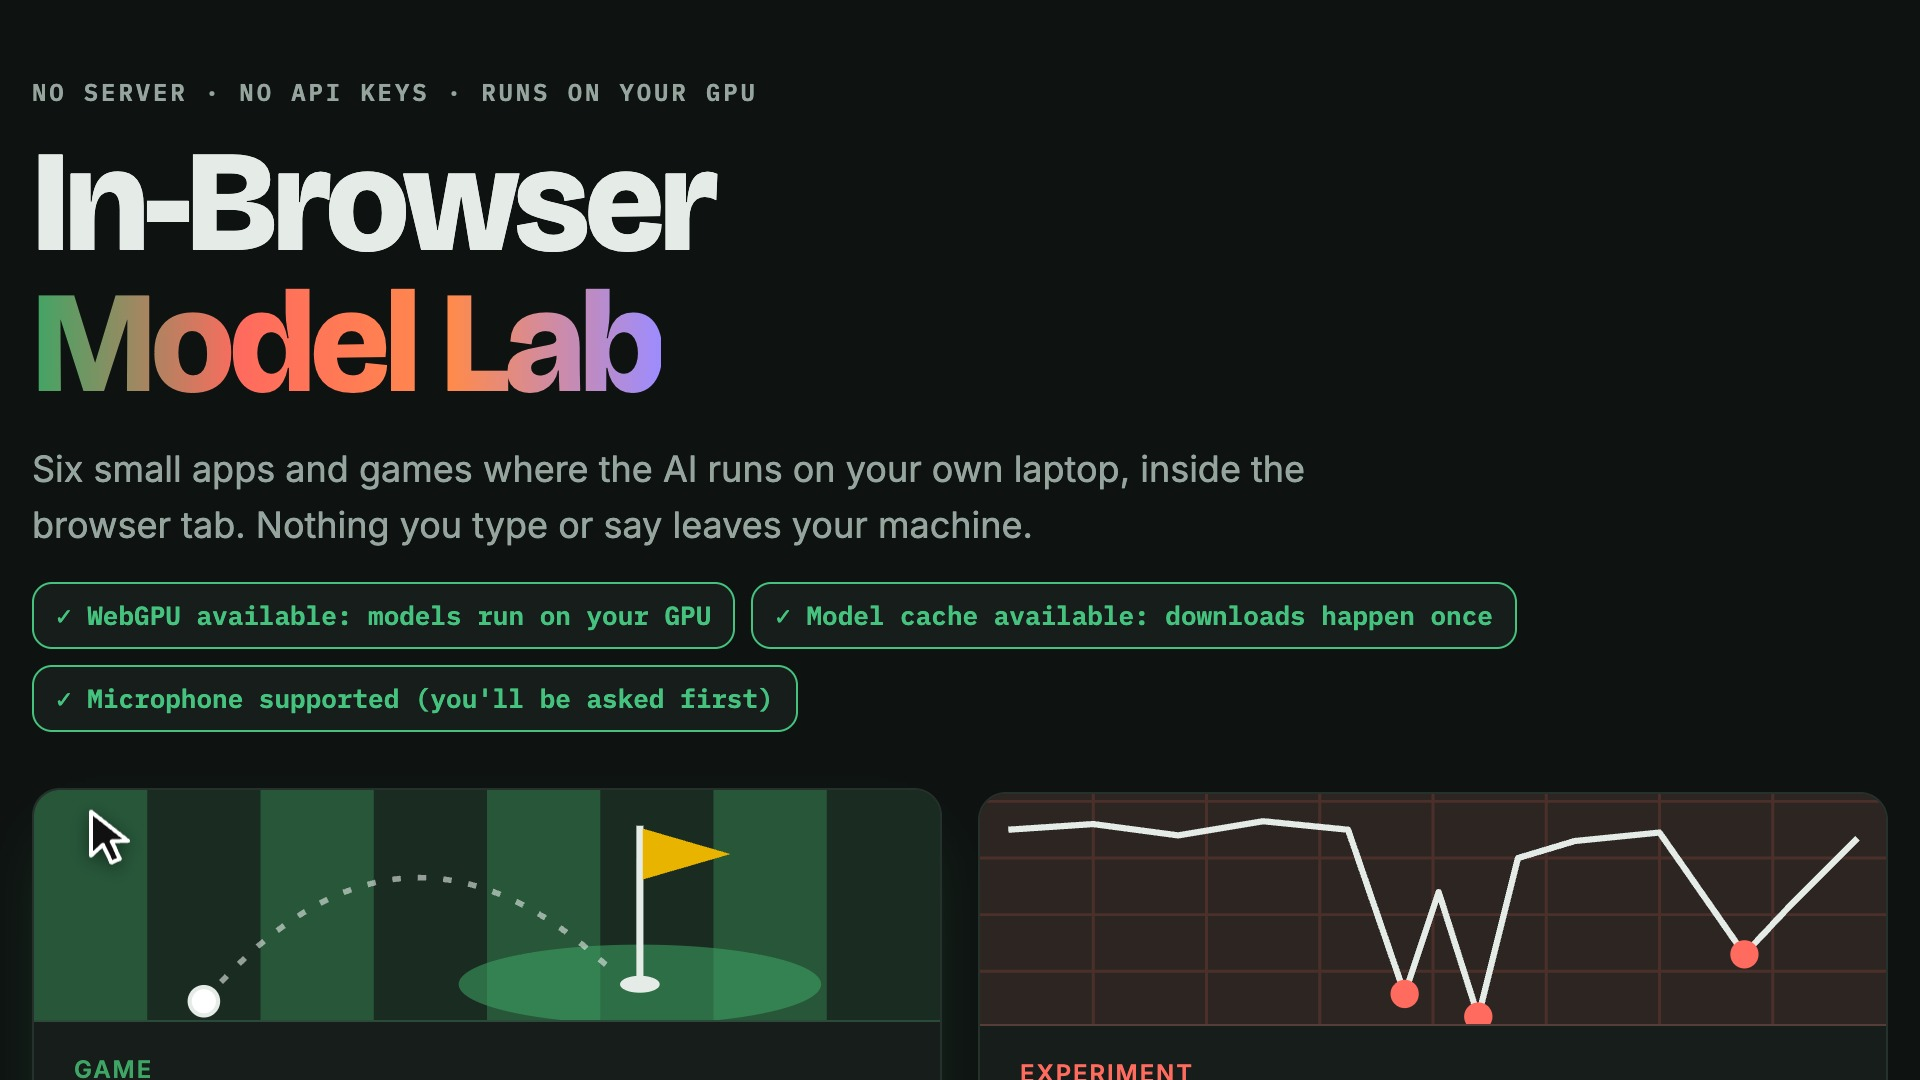 NO SERVER · NO API KEYS · RUNS ON YOUR GPU
In-Browser
Model Lab
Six small apps and games where the AI runs on your own laptop, inside the
browser tab. Nothing you type or say leaves your machine.
✓ WebGPU available: models run on your GPU
✓ Model cache available: downloads happen once
✓ Microphone supported (you'll be asked first)
GAME
EXPERIMENT